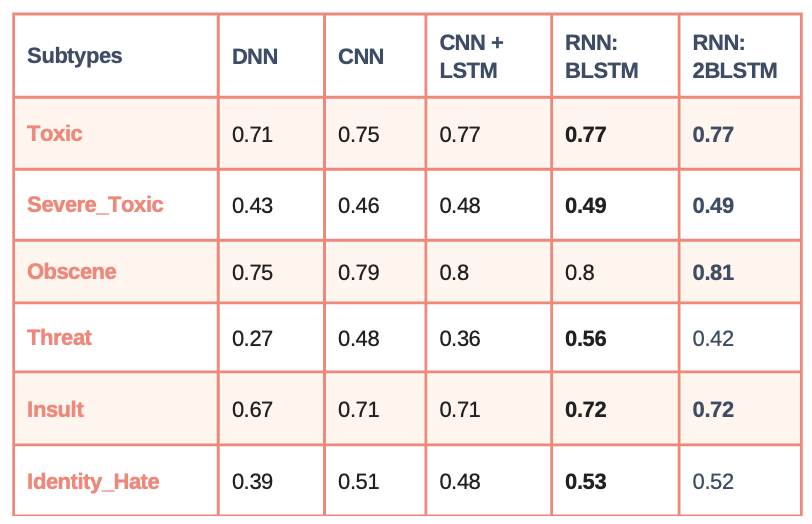 Subtypes DNN CNN CNN + LSTM RNN: BLSTM RNN: 2BLSTM
Toxic 0.71 0.75 0.77 0.77 0.77
Severe_Toxic 0.43 0.46 0.48 0.49 0.49
Obscene 0.75 0.79 0.8 0.8 0.81
Threat 0.27 0.48 0.36 0.56 0.42
Insult 0.67 0.71 0.71 0.72 0.72
Identity_Hate 0.39 0.51 0.48 0.53 0.52